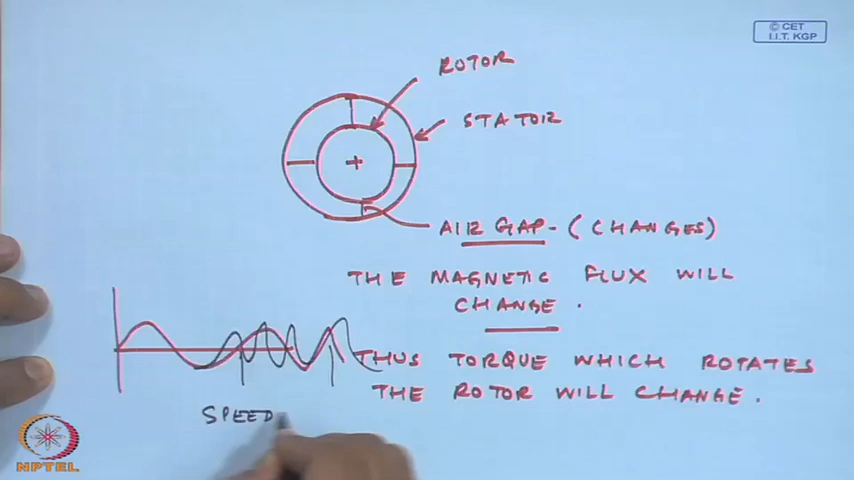 © CET
I.I.T. KGP
ROTOR
STATOR
AIR GAP - (CHANGES)
THE MAGNETIC FLUX WILL
CHANGE.
THUS TORQUE WHICH ROTATES
THE ROTOR WILL CHANGE.
SPEED
NPTEL